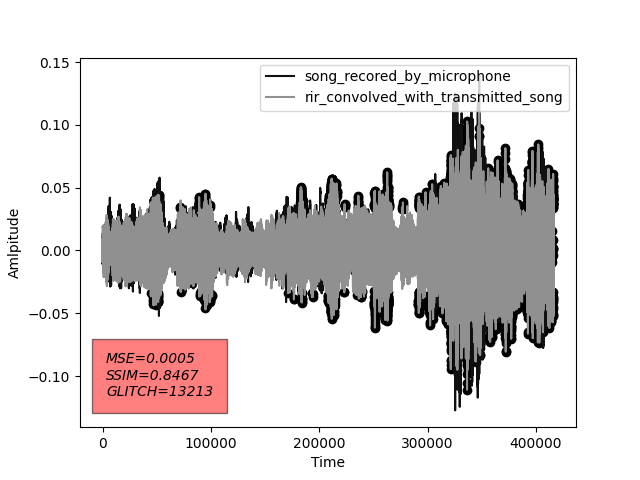 song_recored_by_microphone
rir_convolved_with_transmitted_song
0.15
0.10
0.05
0.00
−0.05
−0.10
Amlpitude
MSE=0.0005
SSIM=0.8467
GLITCH=13213
0
100000
200000
300000
400000
Time